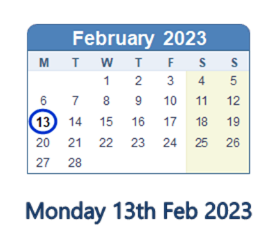 February 2023
M T W T F S S
1 2 3 4 5
6 7 8 9 10 11 12
13 14 15 16 17 18 19
20 21 22 23 24 25 26
27 28
Monday 13th Feb 2023